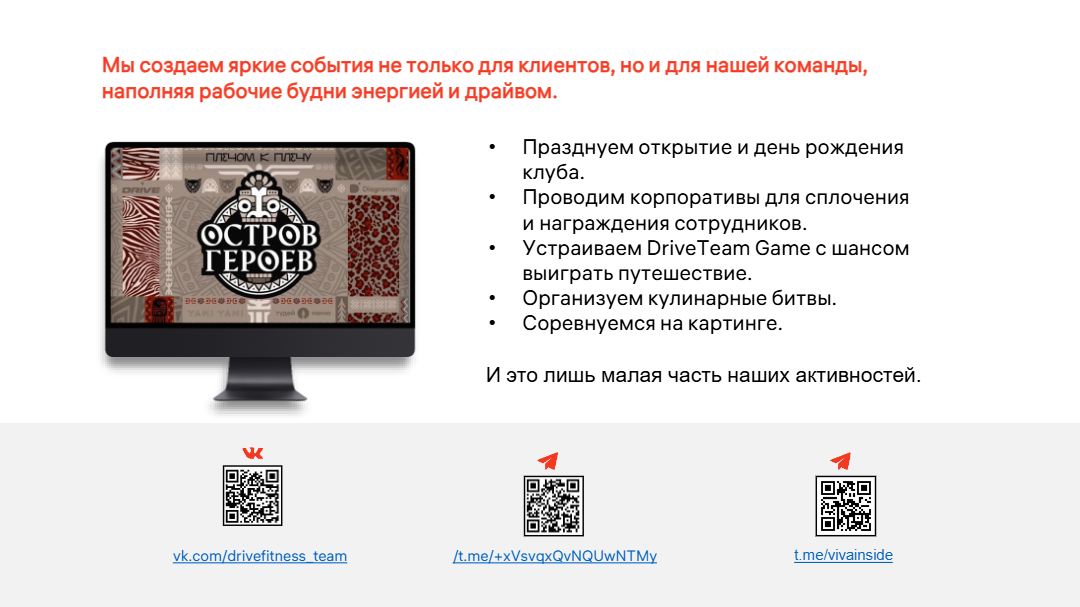 Мы создаем яркие события не только для клиентов, но и для нашей команды,
наполняя рабочие будни энергией и драйвом.
ПЛЕЧОМ К ПЛЕЧУ
DRIVE
ОСТРОВ
ГЕРОЕВ
• Празднуем открытие и день рождения
клуба.
• Проводим корпоративы для сплочения
и награждения сотрудников.
• Устраиваем DriveTeam Game с шансом
выиграть путешествие.
• Организуем кулинарные битвы.
• Соревнуемся на картинге.
И это лишь малая часть наших активностей.
vk.com/drivefitness_team
/t.me/+xVsvqxQvNQUwNTMy
t.me/vivainside